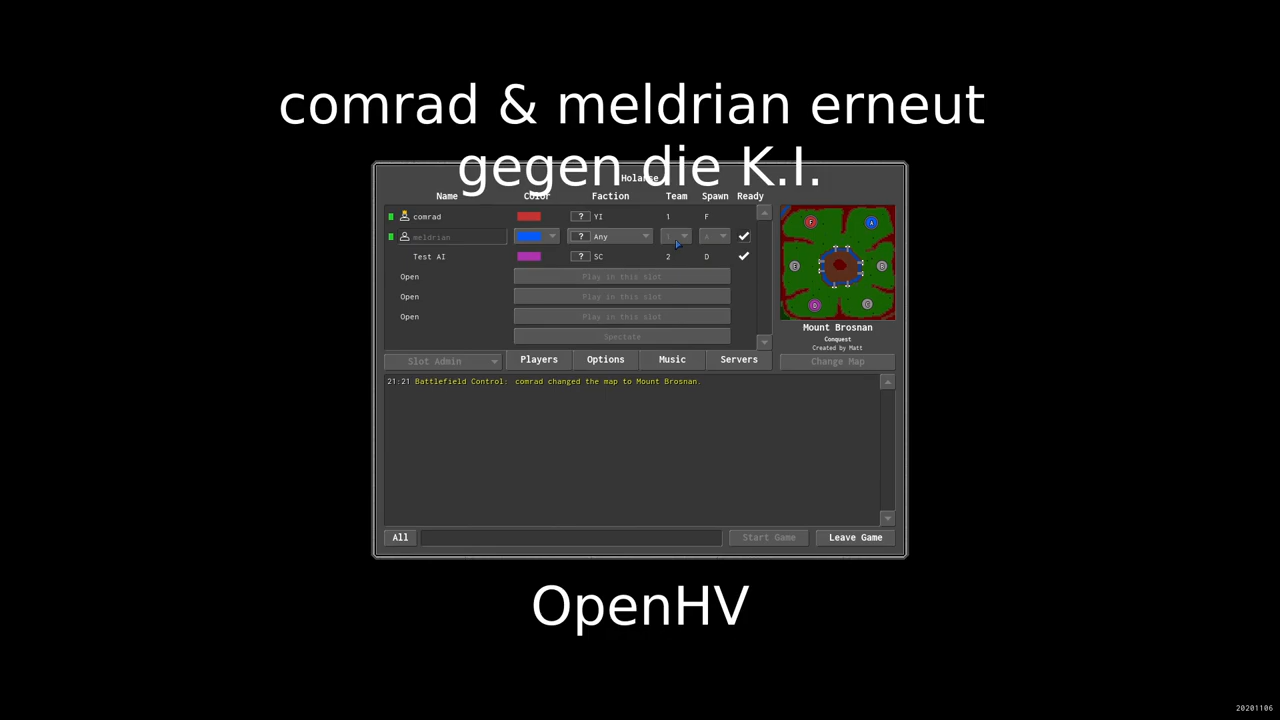 comrad & meldrian erneut
gegen die K.I.
Name Color Faction Team Spawn Ready
comrad ? YI 1 F
meldrian ? Any 1 A
Test AI ? SC 2 D
Open Play in this slot
Open Play in this slot
Open Play in this slot
Spectate
F A
E B
D C
Mount Brosnan
Conquest
Created by Matt
Slot Admin Players Options Music Servers Change Map
21:21 Battlefield Control: comrad changed the map to Mount Brosnan.
All Start Game Leave Game
OpenHV
20201106